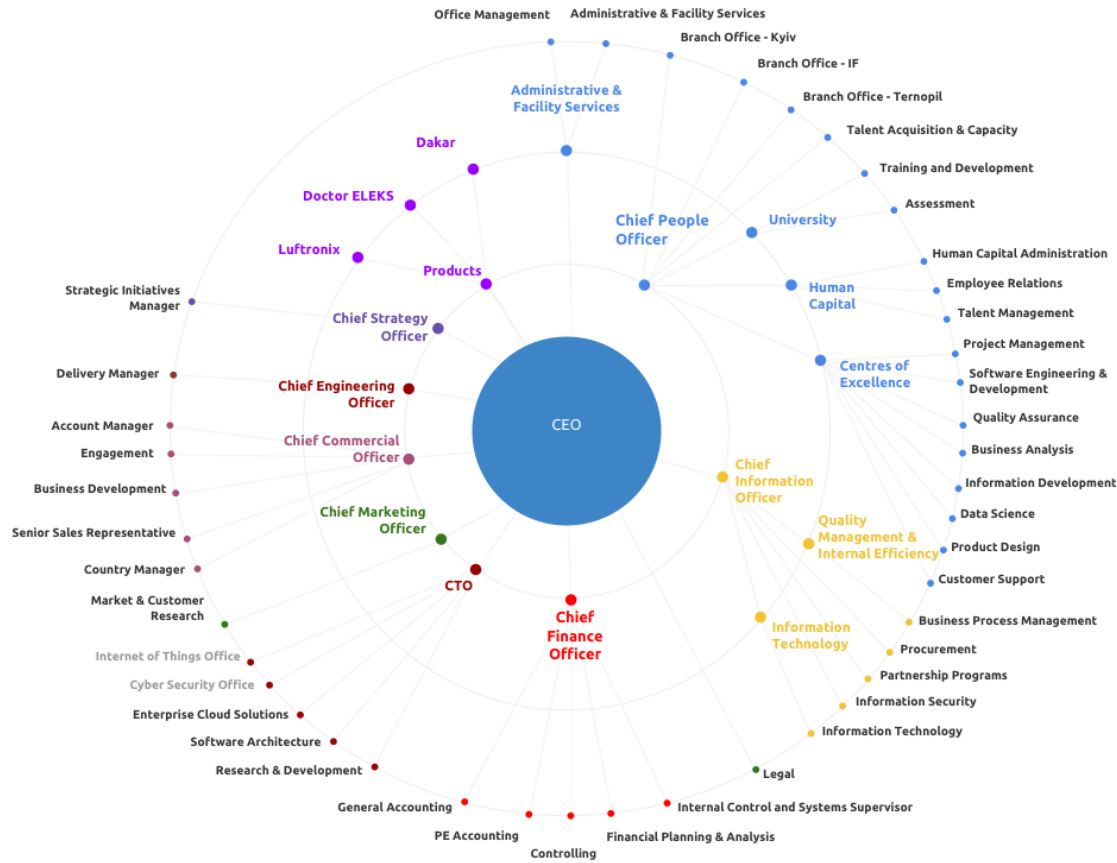 Office Management
Administrative & Facility Services
Branch Office - Kyiv
Branch Office - IF
Branch Office - Ternopil
Talent Acquisition & Capacity
Training and Development
Assessment
Human Capital Administration
Employee Relations
Talent Management
Project Management
Software Engineering &
Development
Quality Assurance
Business Analysis
Information Development
Data Science
Product Design
Customer Support
Business Process Management
Procurement
Partnership Programs
Information Security
Information Technology
Legal
Internal Control and Systems Supervisor
Financial Planning & Analysis
Controlling
PE Accounting
General Accounting
Research & Development
Software Architecture
Enterprise Cloud Solutions
Cyber Security Office
Internet of Things Office
Market & Customer
Research
Country Manager
Senior Sales Representative
Business Development
Engagement
Account Manager
Delivery Manager
Strategic Initiatives
Manager
Luftronix
Doctor ELEKS
Dakar
Administrative &
Facility Services
University
Human
Capital
Centres of
Excellence
Quality
Management &
Internal Efficiency
Information
Technology
Products
Chief People
Officer
Chief
Information
Officer
Chief
Finance
Officer
CTO
Chief Marketing
Officer
Chief Commercial
Officer
Chief Engineering
Officer
Chief Strategy
Officer
CEO